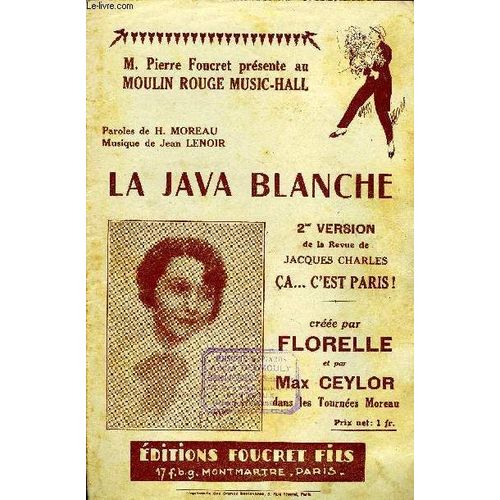 Le-livre.com
M. Pierre Foucret présente au
MOULIN ROUGE MUSIC-HALL
Paroles de H. MOREAU
Musique de Jean LENOIR
LA JAVA BLANCHE
2me VERSION
de la Revue de
JACQUES CHARLES
ÇA... C'EST PARIS !
créée par
FLORELLE
et par
MAX CEYLOR
dans les Tournées Moreau
Prix net: 1 fr.
ÉDITIONS FOUCRET FILS
17 f.b.g. MONTMARTRE. PARIS.